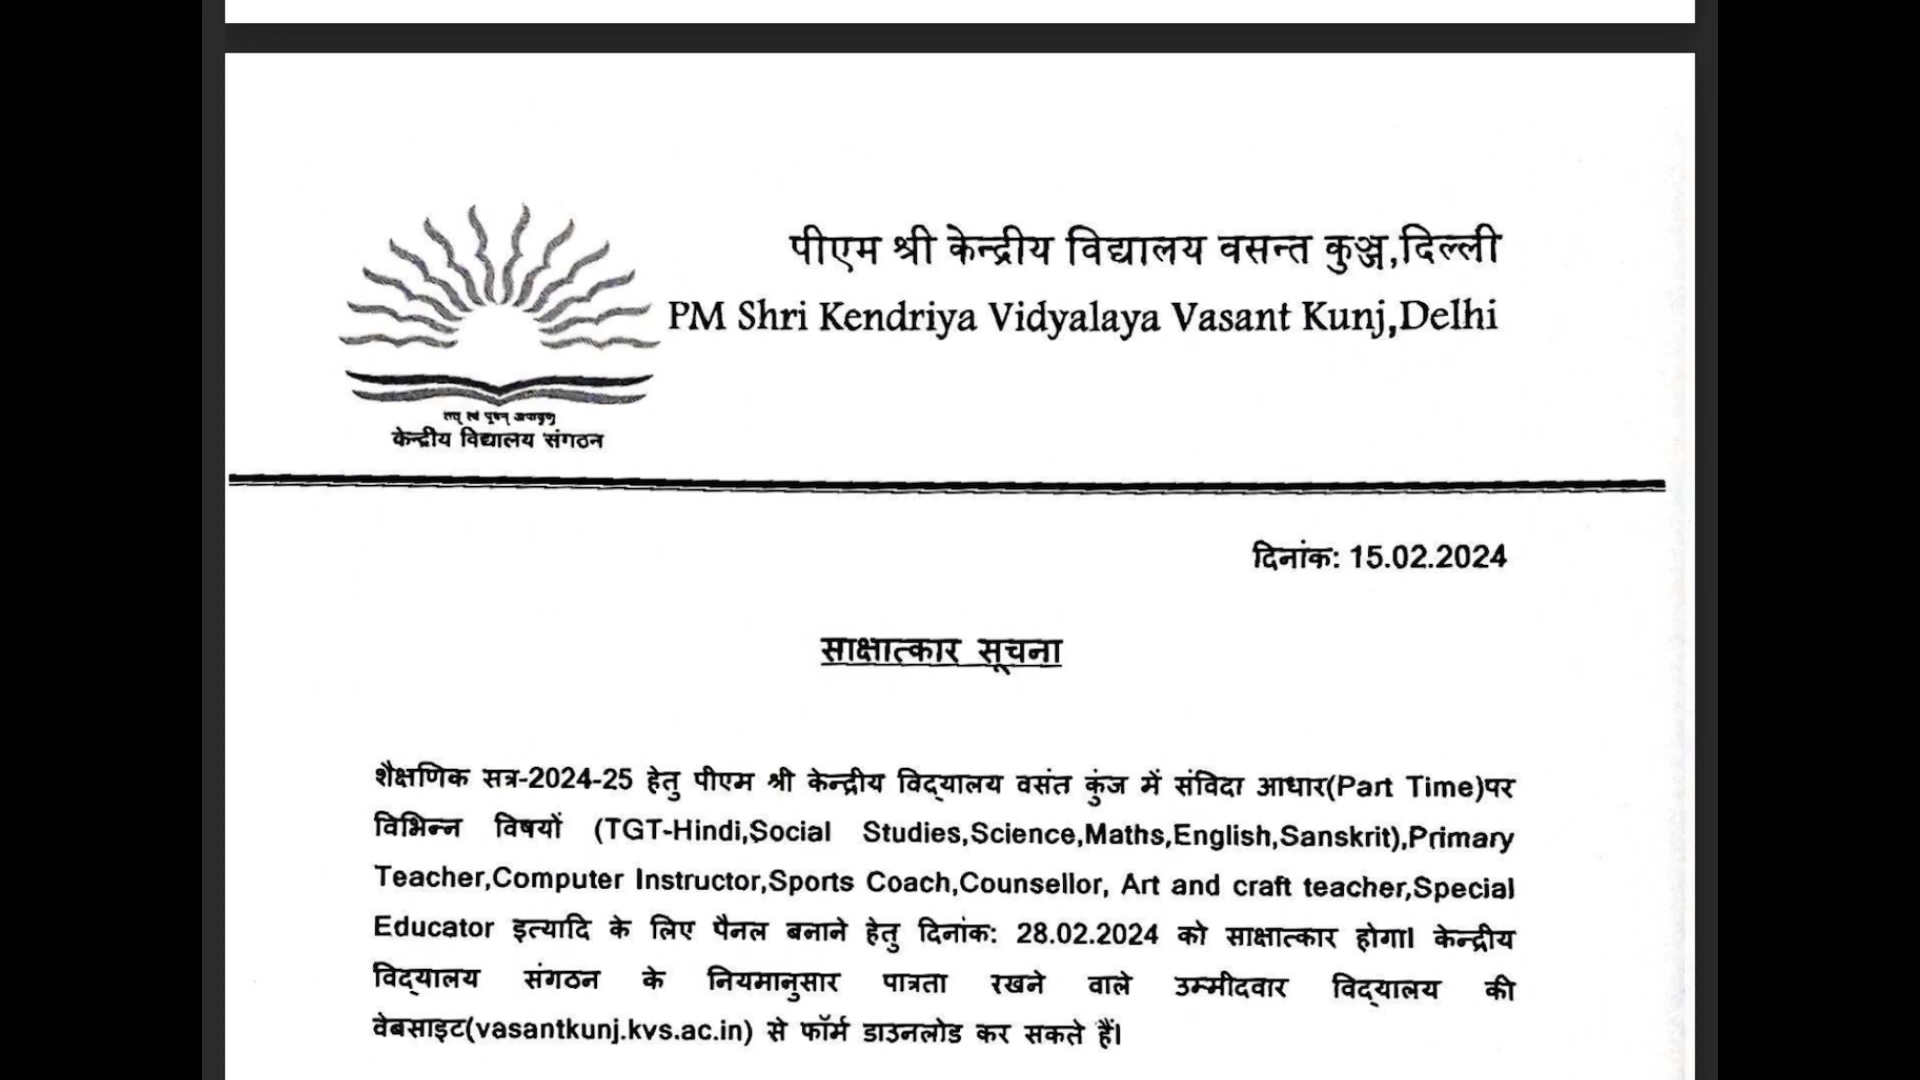 पीएम श्री केन्द्रीय विद्यालय वसन्त कुञ्ज,दिल्ली
PM Shri Kendriya Vidyalaya Vasant Kunj,Delhi
तत् त्वं पूषन् अपावृणु
केन्द्रीय विद्यालय संगठन
दिनांक: 15.02.2024
साक्षात्कार सूचना
शैक्षणिक सत्र-2024-25 हेतु पीएम श्री केन्द्रीय विद्यालय वसंत कुंज में संविदा आधार(Part Time)पर
विभिन्न विषयों (TGT-Hindi,Social Studies,Science,Maths,English,Sanskrit),Primary
Teacher,Computer Instructor,Sports Coach,Counsellor, Art and craft teacher,Special
Educator इत्यादि के लिए पैनल बनाने हेतु दिनांक: 28.02.2024 को साक्षात्कार होगा। केन्द्रीय
विद्यालय संगठन के नियमानुसार पात्रता रखने वाले उम्मीदवार विद्यालय की
वेबसाइट(vasantkunj.kvs.ac.in) से फॉर्म डाउनलोड कर सकते हैं।